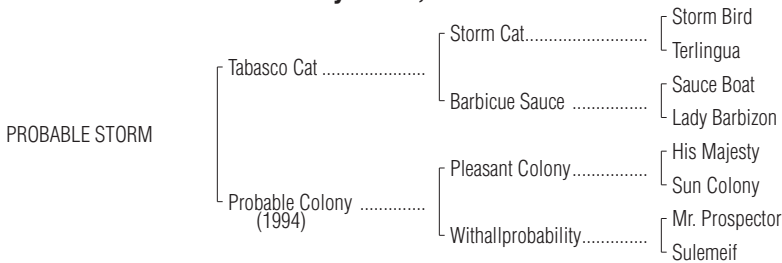 Storm Bird
Storm Cat
Terlingua
Tabasco Cat
Sauce Boat
Barbicue Sauce
Lady Barbizon
PROBABLE STORM
His Majesty
Pleasant Colony
Sun Colony
Probable Colony
(1994)
Mr. Prospector
Withallprobability
Sulemeif